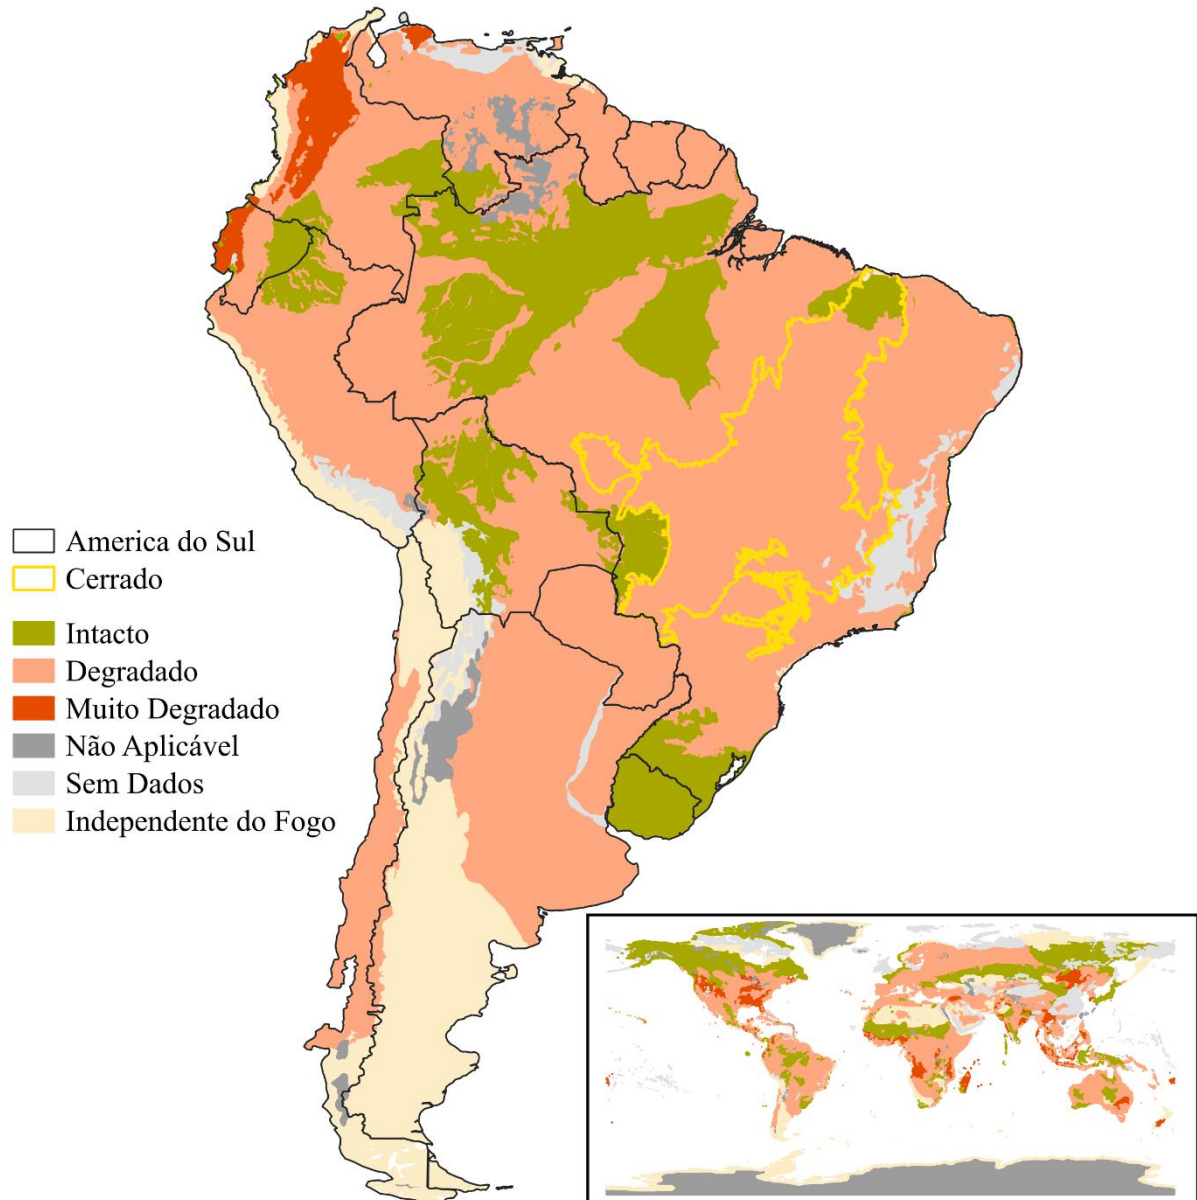 America do Sul
Cerrado
Intacto
Degradado
Muito Degradado
Não Aplicável
Sem Dados
Independente do Fogo